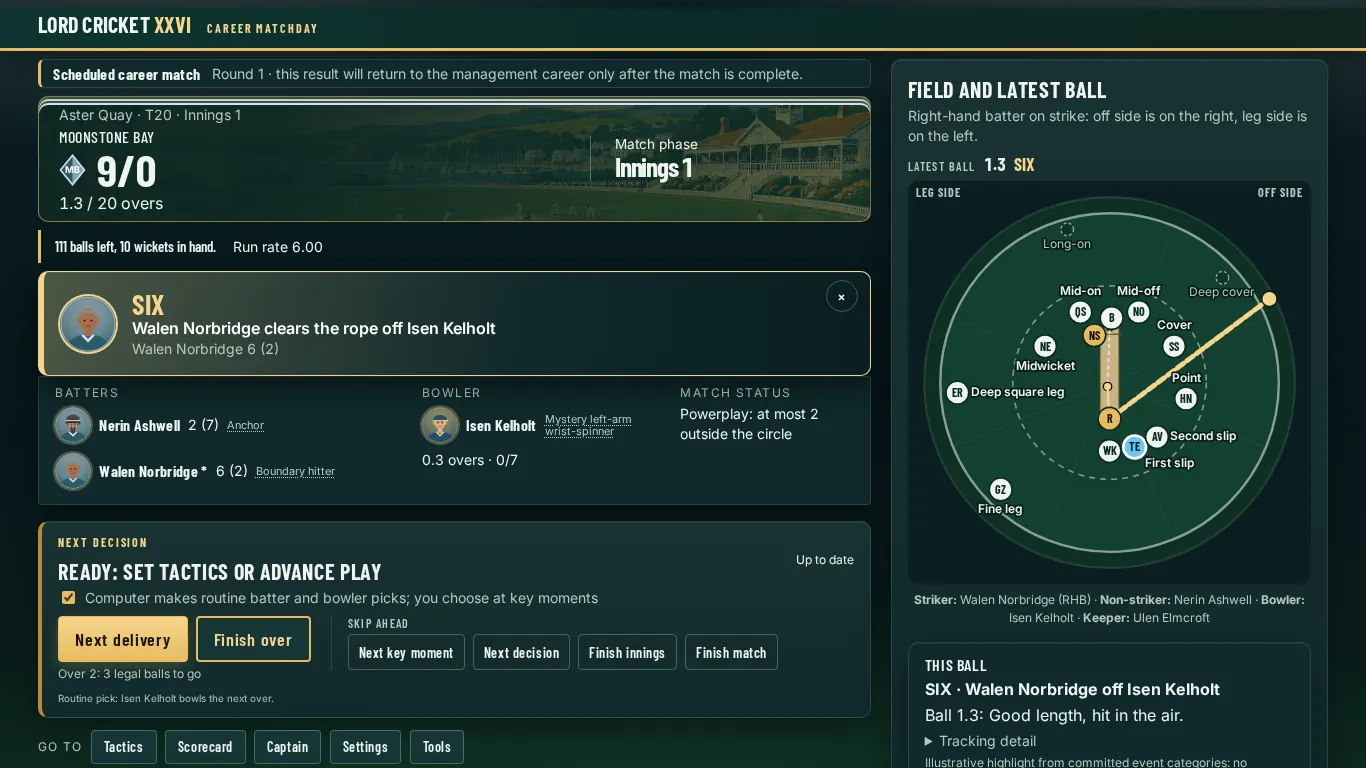 LORD CRICKET XXVI CAREER MATCHDAY
Scheduled career match Round 1 · this result will return to the management career only after the match is complete.
Aster Quay · T20 · Innings 1
MOONSTONE BAY
MB 9/0
1.3 / 20 overs
Match phase
Innings 1
111 balls left, 10 wickets in hand. Run rate 6.00
SIX
Walen Norbridge clears the rope off Isen Kelholt
Walen Norbridge 6 (2)
×
BATTERS
Nerin Ashwell 2 (7) Anchor
Walen Norbridge * 6 (2) Boundary hitter
BOWLER
Isen Kelholt Mystery left-arm
wrist-spinner
0.3 overs · 0/7
MATCH STATUS
Powerplay: at most 2
outside the circle
NEXT DECISION
READY: SET TACTICS OR ADVANCE PLAY
Up to date
Computer makes routine batter and bowler picks; you choose at key moments
Next delivery Finish over
SKIP AHEAD
Next key moment Next decision Finish innings Finish match
Over 2: 3 legal balls to go
Routine pick: Isen Kelholt bowls the next over.
GO TO Tactics Scorecard Captain Settings Tools
FIELD AND LATEST BALL
Right-hand batter on strike: off side is on the right, leg side is
on the left.
LATEST BALL 1.3 SIX
LEG SIDE OFF SIDE
Long-on
Deep cover
Mid-on Mid-off
QS B NO
Cover
NS
NE SS
Midwicket
Point
ER Deep square leg
HN
R
AV Second slip
WK TE
First slip
GZ
Fine leg
Striker: Walen Norbridge (RHB) · Non-striker: Nerin Ashwell · Bowler:
Isen Kelholt · Keeper: Ulen Elmcroft
THIS BALL
SIX · Walen Norbridge off Isen Kelholt
Ball 1.3: Good length, hit in the air.
Tracking detail
Illustrative highlight from committed event categories: no